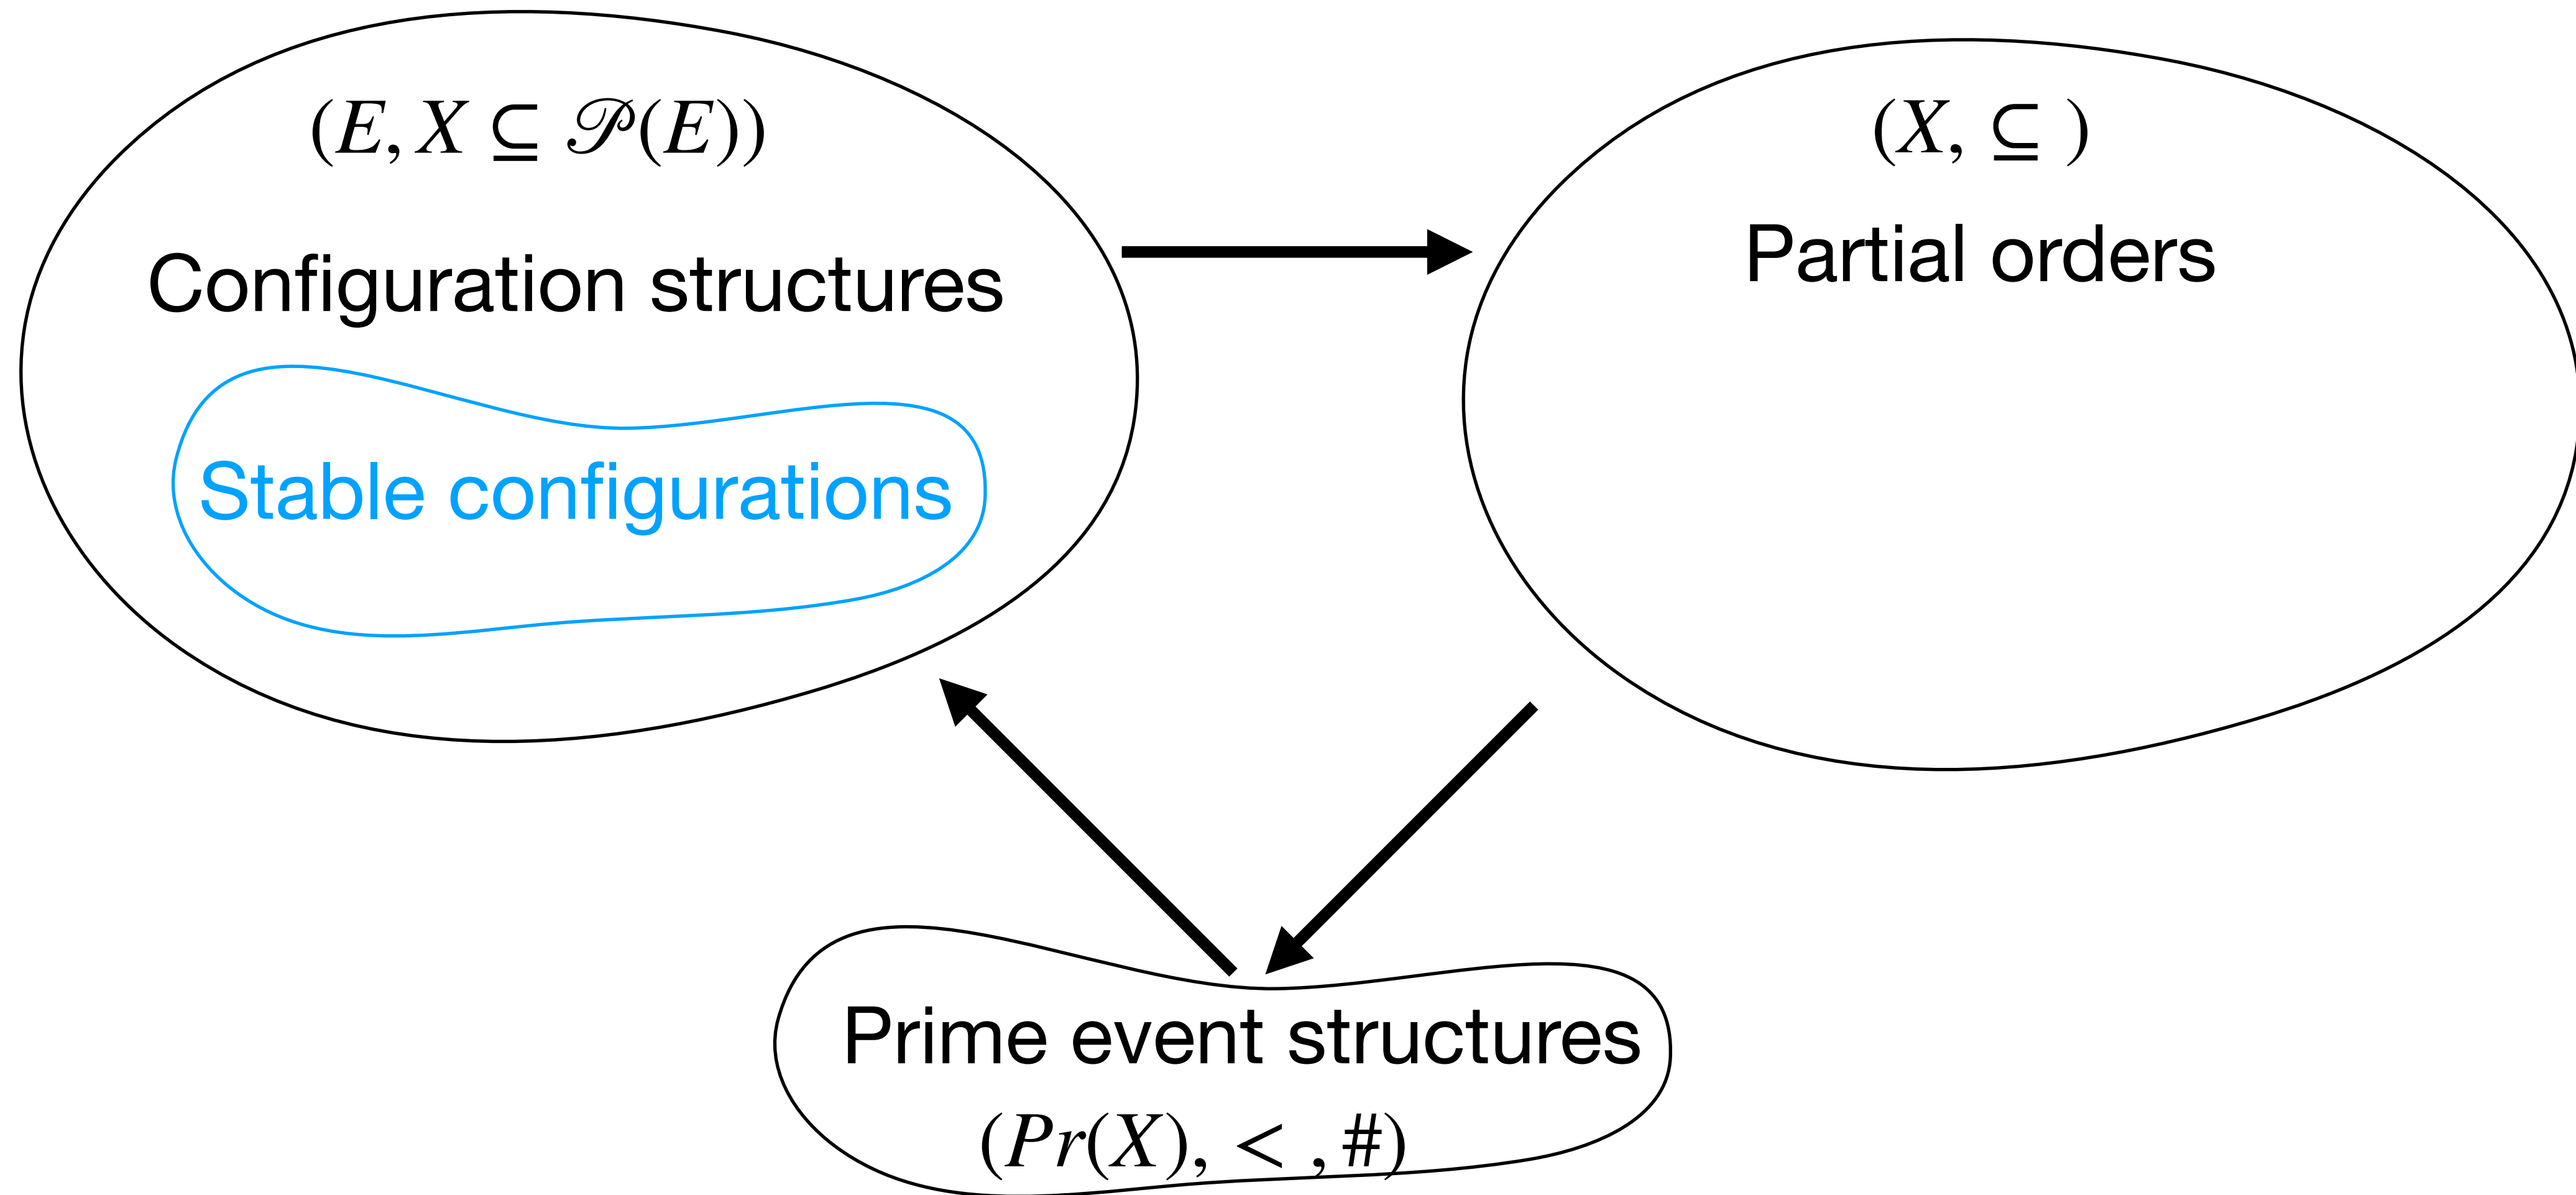 (E, X ⊆ 𝒫(E))
Configuration structures
Stable configurations
(X, ⊆ )
Partial orders
Prime event structures
(Pr(X), < , #)